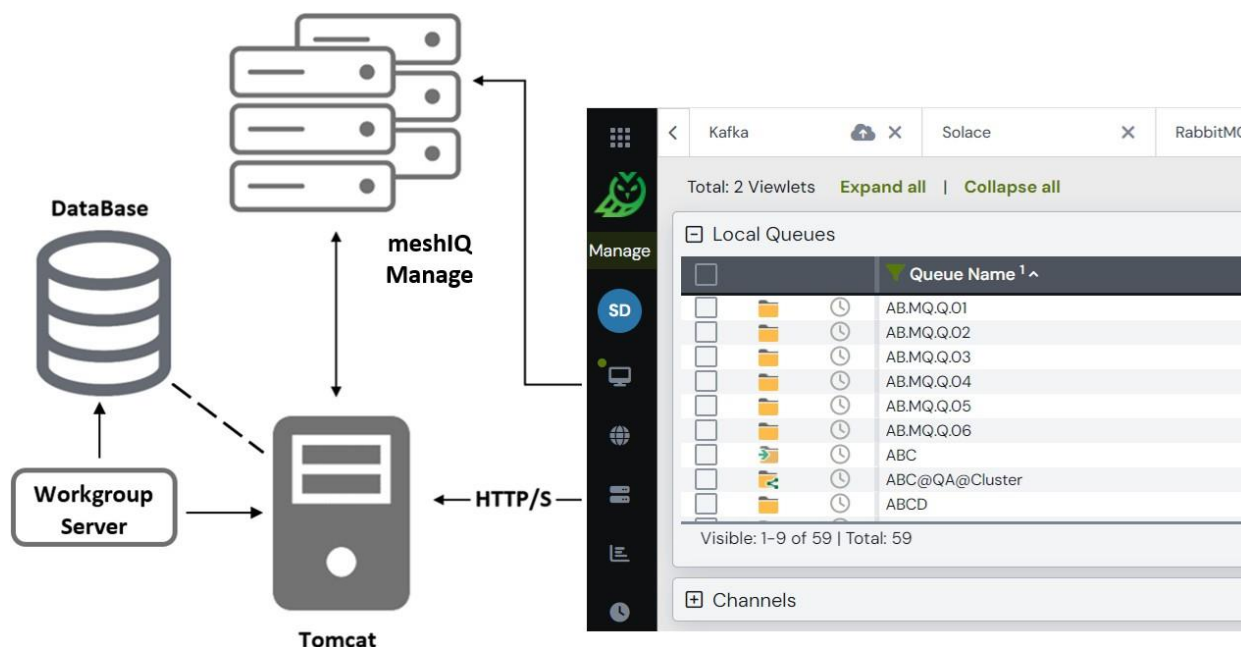 DataBase
meshIQ
Manage
Workgroup
Server
HTTP/S
Tomcat
Manage
SD
Kafka
Solace
RabbitMQ
Total: 2 Viewlets Expand all | Collapse all
Local Queues
Queue Name 1
AB.MQ.Q.01
AB.MQ.Q.02
AB.MQ.Q.03
AB.MQ.Q.04
AB.MQ.Q.05
AB.MQ.Q.06
ABC
ABC@QA@Cluster
ABCD
Visible: 1-9 of 59 | Total: 59
Channels